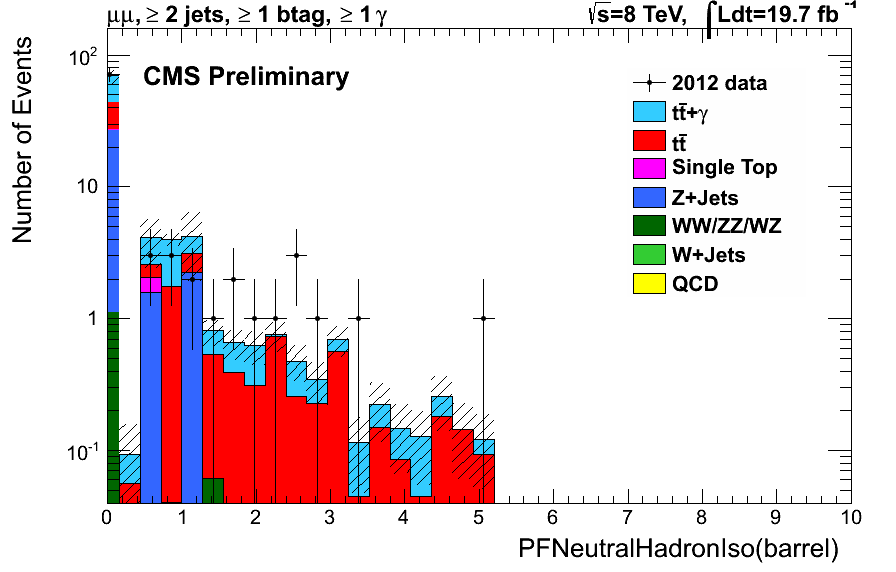 μμ, ≥ 2 jets, ≥ 1 btag, ≥ 1 γ
√s=8 TeV, ∫Ldt=19.7 fb⁻¹
CMS Preliminary
2012 data
tt̄+γ
tt̄
Single Top
Z+Jets
WW/ZZ/WZ
W+Jets
QCD
Number of Events
10²
10
1
10⁻¹
0 1 2 3 4 5 6 7 8 9 10
PFNeutralHadronIso(barrel)